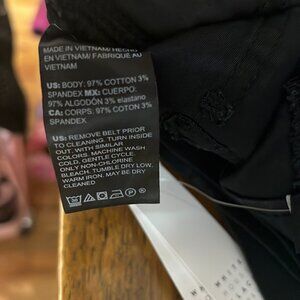 MADE IN VIETNAM/ HECHO
EN VIETNAM/ FABRIQUÉ AU
VIETNAM
US: BODY: 97% COTTON 3%
SPANDEX MX: CUERPO:
97% ALGODÓN 3% elastano
CA: CORPS: 97% COTON 3%
SPANDEX
US: REMOVE BELT PRIOR
TO CLEANING. TURN INSIDE
OUT. WASH WITH SIMILAR
COLORS. MACHINE WASH
COLD, GENTLE CYCLE.
ONLY NON-CHLORINE
BLEACH. TUMBLE DRY LOW.
WARM IRON. MAY BE DRY
CLEANED